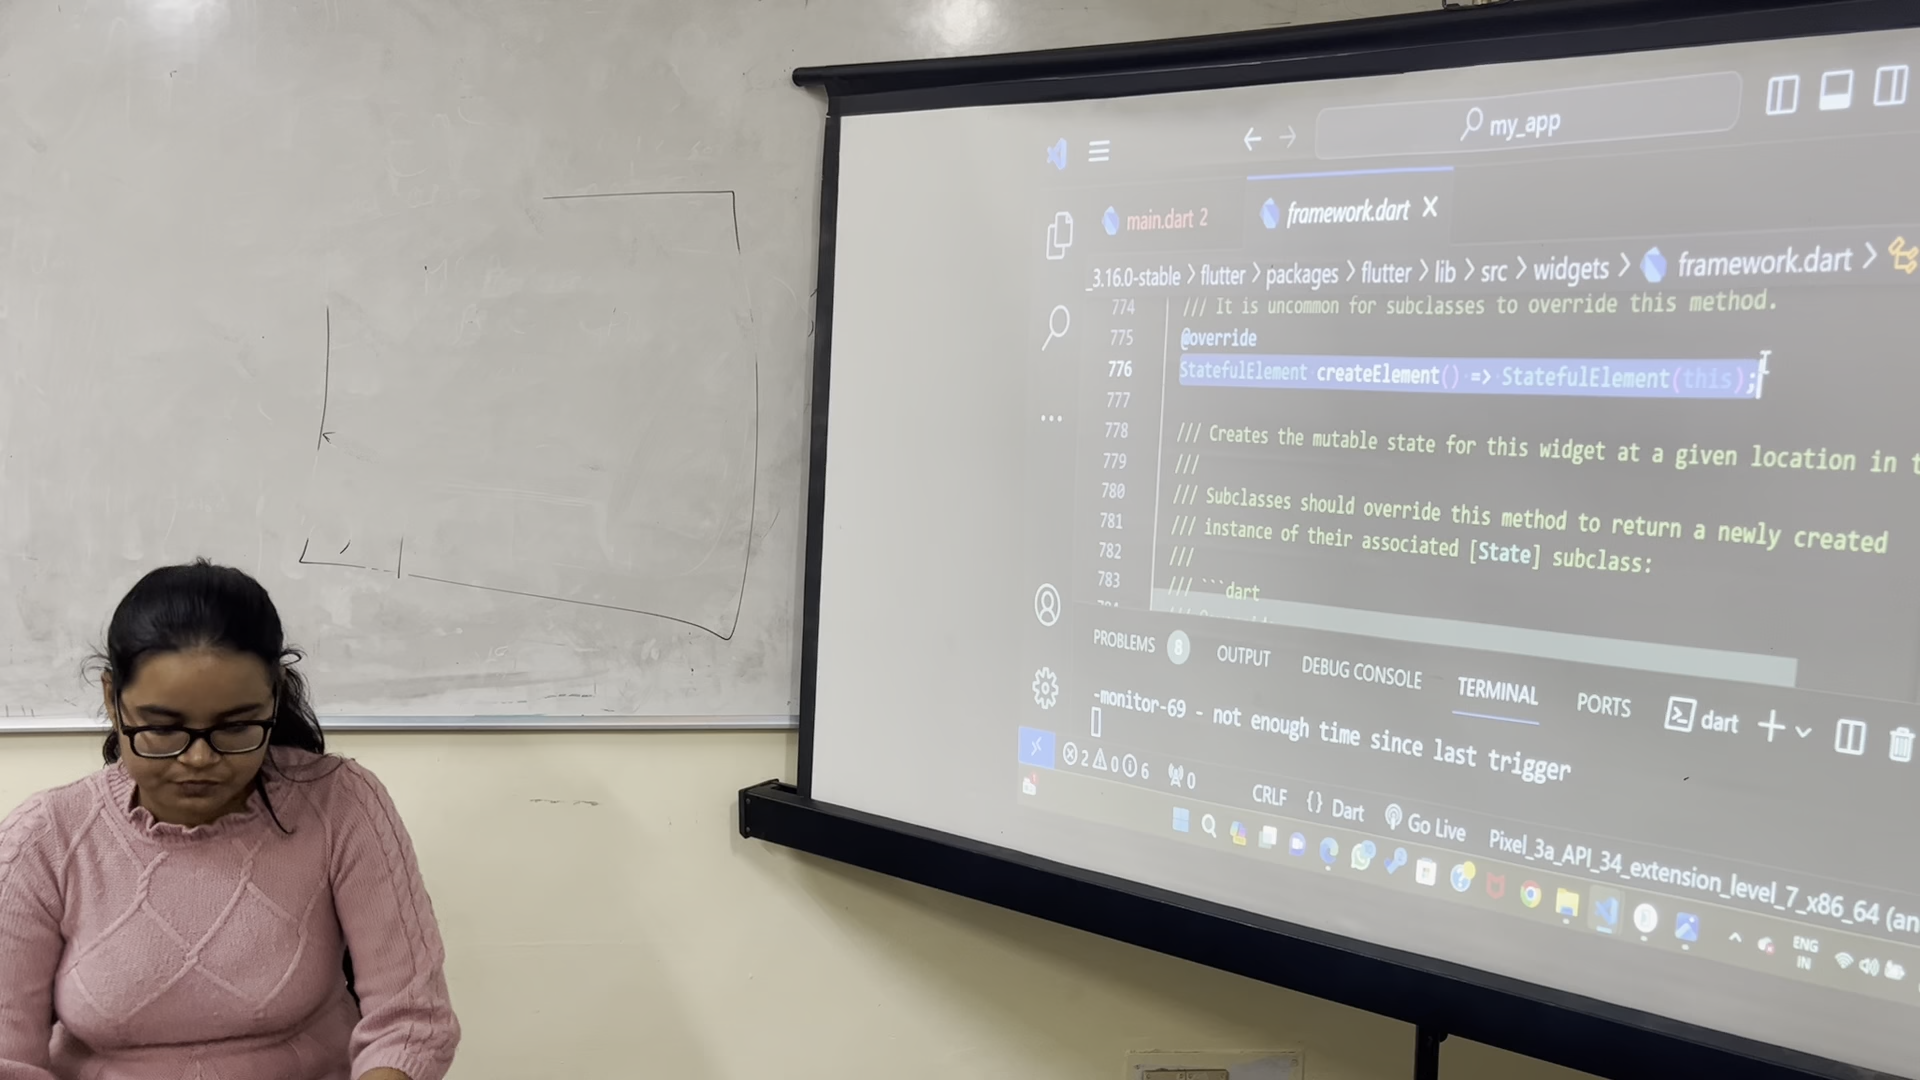 my_app
main.dart 2
framework.dart X
_3.16.0-stable > flutter > packages > flutter > lib > src > widgets > framework.dart >
774 /// It is uncommon for subclasses to override this method.
775 @override
776 StatefulElement createElement() => StatefulElement(this);
777
778 /// Creates the mutable state for this widget at a given location in t
779 ///
780 /// Subclasses should override this method to return a newly created
781 /// instance of their associated [State] subclass:
782 ///
783 /// ```dart
PROBLEMS 8 OUTPUT DEBUG CONSOLE TERMINAL PORTS dart
-monitor-69 - not enough time since last trigger
2 0 6 0 CRLF {} Dart Go Live Pixel_3a_API_34_extension_level_7_x86_64 (an
ENG
IN